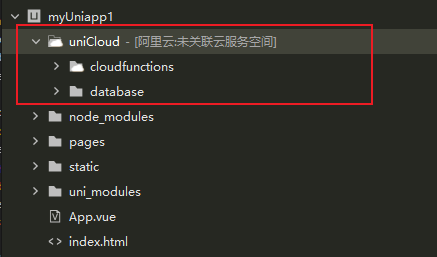 myUniapp1
uniCloud - [阿里云:未关联云服务空间]
cloudfunctions
database
node_modules
pages
static
uni_modules
App.vue
index.html